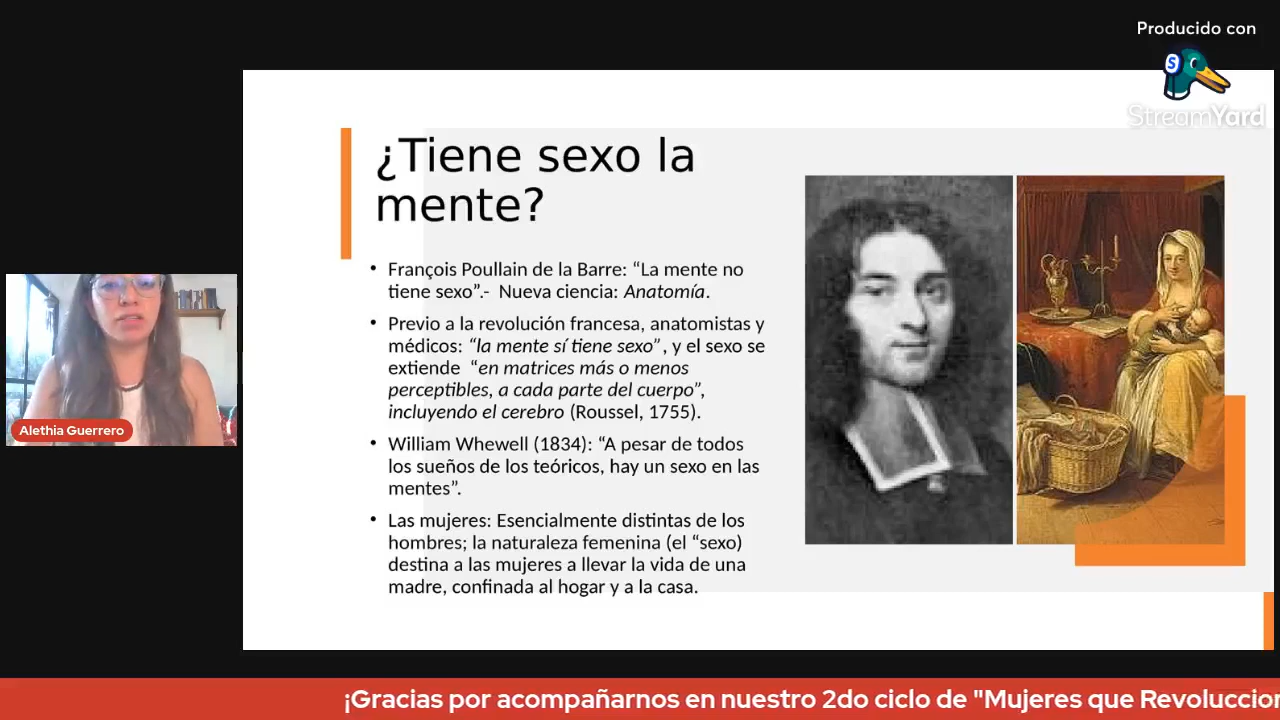 Producido con
StreamYard
¿Tiene sexo la
mente?
• François Poullain de la Barre: “La mente no
tiene sexo”.- Nueva ciencia: Anatomía.
• Previo a la revolución francesa, anatomistas y
médicos: “la mente sí tiene sexo”, y el sexo se
extiende “en matrices más o menos
perceptibles, a cada parte del cuerpo”,
incluyendo el cerebro (Roussel, 1755).
• William Whewell (1834): “A pesar de todos
los sueños de los teóricos, hay un sexo en las
mentes”.
• Las mujeres: Esencialmente distintas de los
hombres; la naturaleza femenina (el “sexo)
destina a las mujeres a llevar la vida de una
madre, confinada al hogar y a la casa.
Alethia Guerrero
¡Gracias por acompañarnos en nuestro 2do ciclo de "Mujeres que Revoluccion